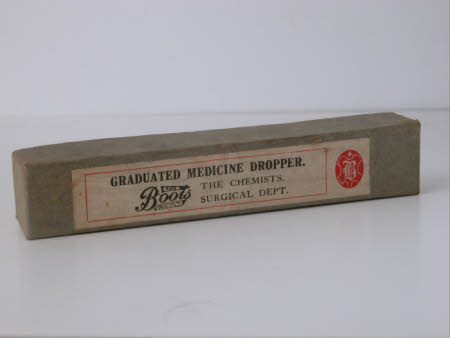 GRADUATED MEDICINE DROPPER.
Boots THE CHEMISTS.
SURGICAL DEPT.
B